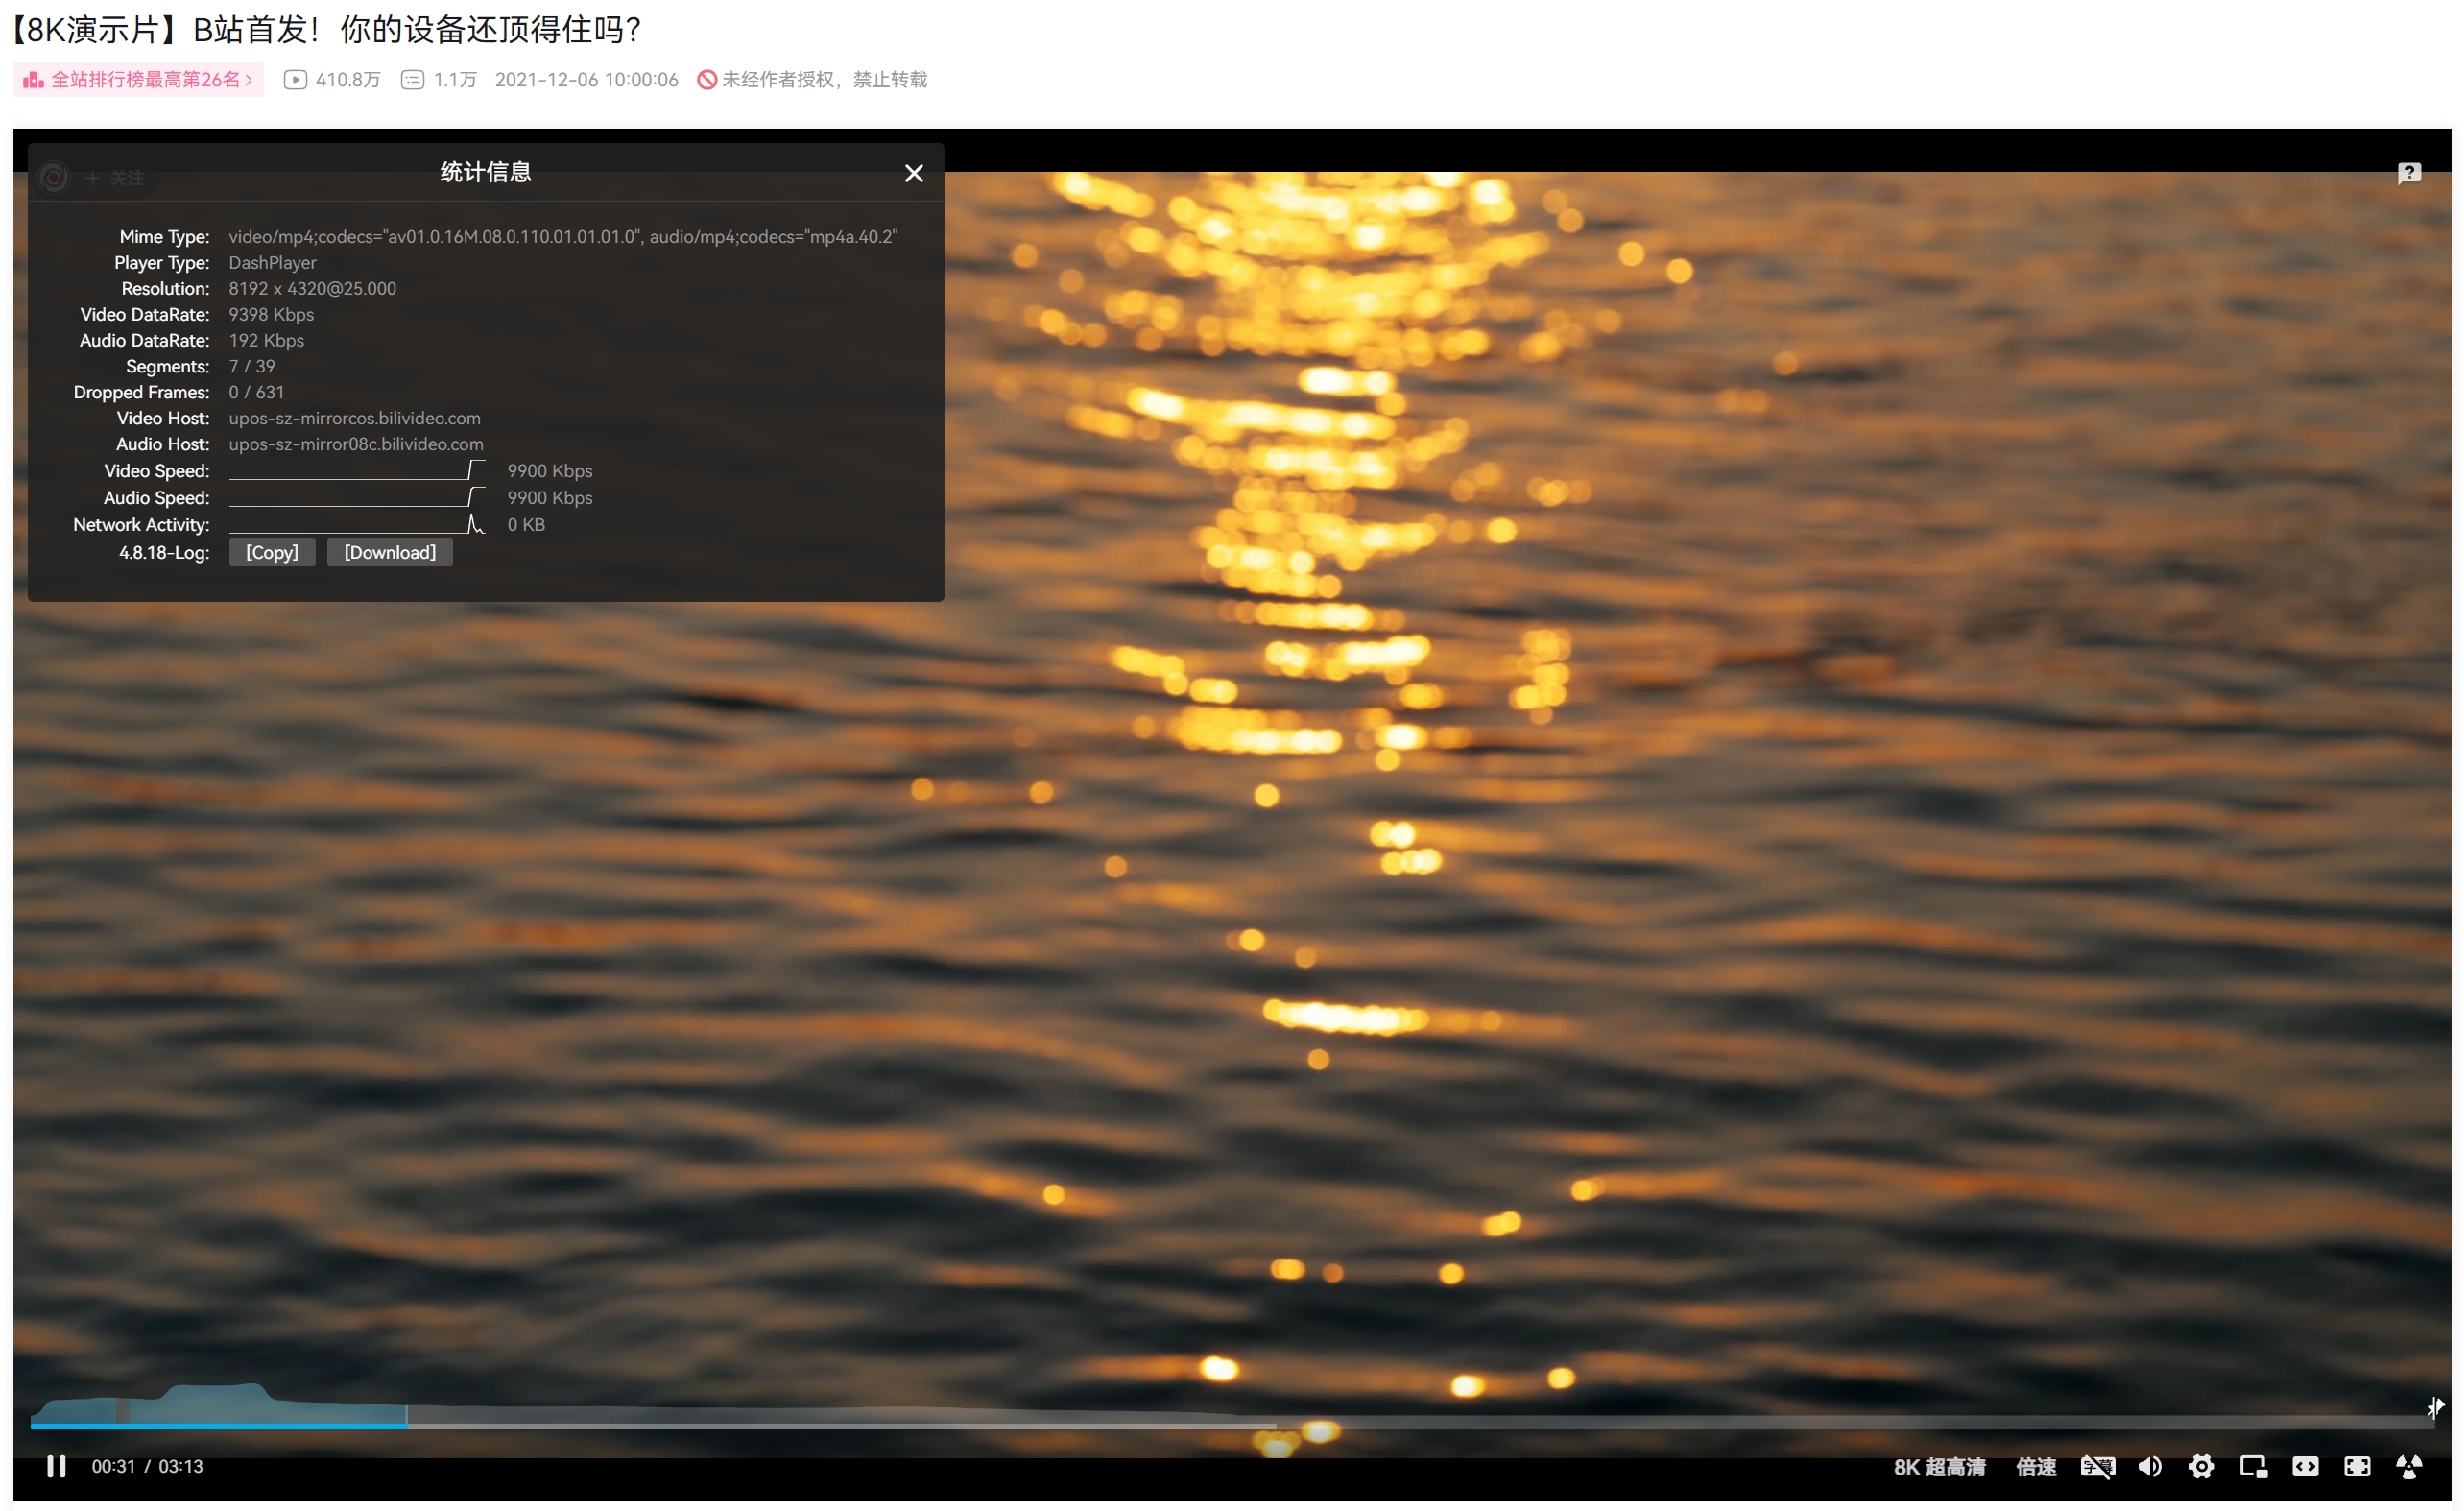 【8K演示片】B站首发！你的设备还顶得住吗？
全站排行榜最高第26名 410.8万 1.1万 2021-12-06 10:00:06 未经作者授权，禁止转载
+ 关注
统计信息
Mime Type: video/mp4;codecs="av01.0.16M.08.0.110.01.01.01.0", audio/mp4;codecs="mp4a.40.2"
Player Type: DashPlayer
Resolution: 8192 x 4320@25.000
Video DataRate: 9398 Kbps
Audio DataRate: 192 Kbps
Segments: 7 / 39
Dropped Frames: 0 / 631
Video Host: upos-sz-mirrorcos.bilivideo.com
Audio Host: upos-sz-mirror08c.bilivideo.com
Video Speed: 9900 Kbps
Audio Speed: 9900 Kbps
Network Activity: 0 KB
4.8.18-Log: [Copy] [Download]
00:31 / 03:13 8K 超高清 倍速 字幕